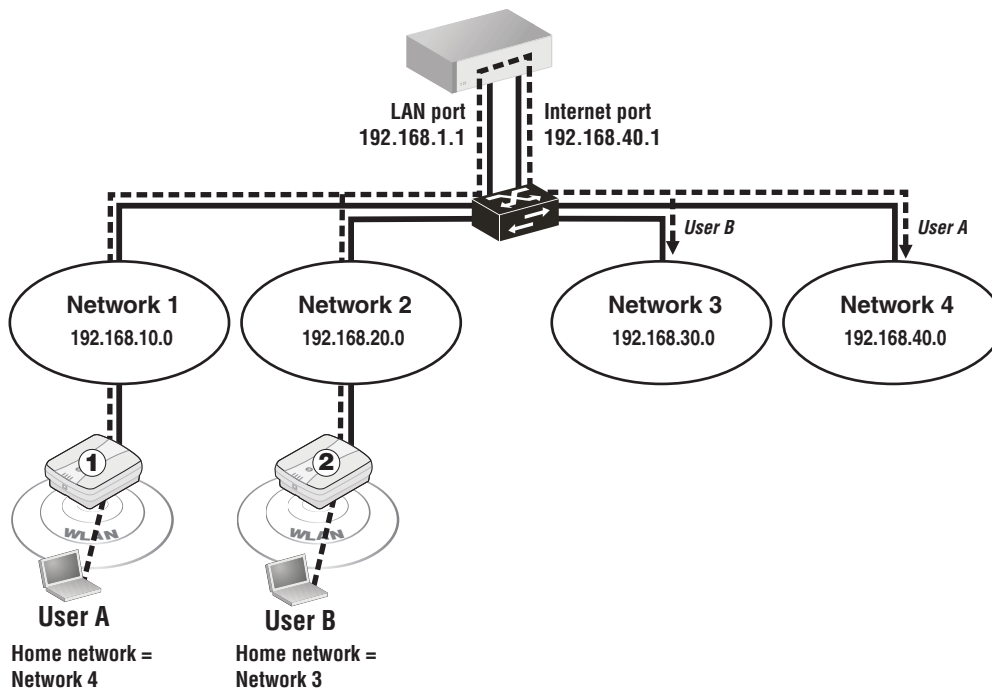 LAN port
192.168.1.1
Internet port
192.168.40.1
User B
User A
Network 1
192.168.10.0
Network 2
192.168.20.0
Network 3
192.168.30.0
Network 4
192.168.40.0
1
2
WLAN
WLAN
User A
Home network =
Network 4
User B
Home network =
Network 3